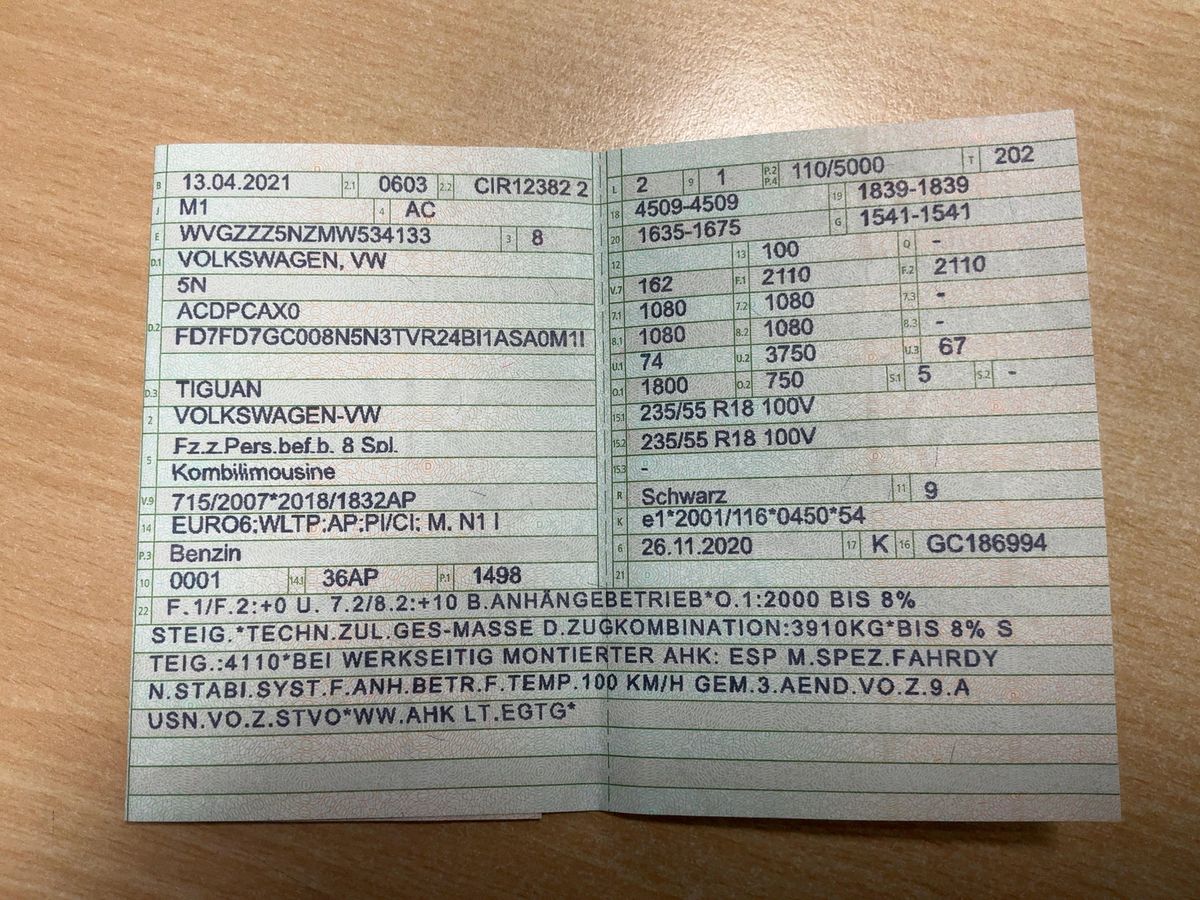 B 13.04.2021 2.1 0603 2.2 CIR12382 2
J M1 4 AC
E WVGZZZ5NZMW534133 3 8
D.1 VOLKSWAGEN, VW
5N
D.2 ACDPCAX0
FD7FD7GC008N5N3TVR24BI1ASA0M1I
D.3 TIGUAN
2 VOLKSWAGEN-VW
5 Fz.z.Pers.bef.b. 8 Spl.
Kombilimousine
V.9 715/2007*2018/1832AP
14 EURO6;WLTP;AP;PI/CI; M, N1 I
P.3 Benzin
10 0001 14.1 36AP P.1 1498
L 2 9 1 P.2 P.4 110/5000 T 202
18 4509-4509 19 1839-1839
20 1635-1675 G 1541-1541
12 13 100 Q -
V.7 162 F.1 2110 F.2 2110
7.1 1080 7.2 1080 7.3 -
8.1 1080 8.2 1080 8.3 -
U.1 74 U.2 3750 U.3 67
O.1 1800 O.2 750 S.1 5 S.2 -
15.1 235/55 R18 100V
15.2 235/55 R18 100V
15.3 -
R Schwarz 11 9
K e1*2001/116*0450*54
6 26.11.2020 17 K 16 GC186994
21
22 F.1/F.2:+0 U. 7.2/8.2:+10 B.ANHÄNGEBETRIEB*O.1:2000 BIS 8%
STEIG.*TECHN.ZUL.GES-MASSE D.ZUGKOMBINATION:3910KG*BIS 8% S
TEIG.:4110*BEI WERKSEITIG MONTIERTER AHK: ESP M.SPEZ.FAHRDY
N.STABI.SYST.F.ANH.BETR.F.TEMP.100 KM/H GEM.3.AEND.VO.Z.9.A
USN.VO.Z.STVO*WW.AHK LT.EGTG*